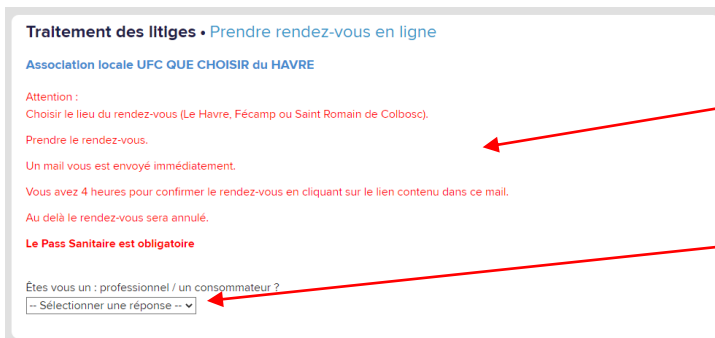 Traitement des litiges • Prendre rendez-vous en ligne
Association locale UFC QUE CHOISIR du HAVRE
Attention :
Choisir le lieu du rendez-vous (Le Havre, Fécamp ou Saint Romain de Colbosc).
Prendre le rendez-vous.
Un mail vous est envoyé immédiatement.
Vous avez 4 heures pour confirmer le rendez-vous en cliquant sur le lien contenu dans ce mail.
Au delà le rendez-vous sera annulé.
Le Pass Sanitaire est obligatoire
Êtes vous un : professionnel / un consommateur ?
-- Sélectionner une réponse --